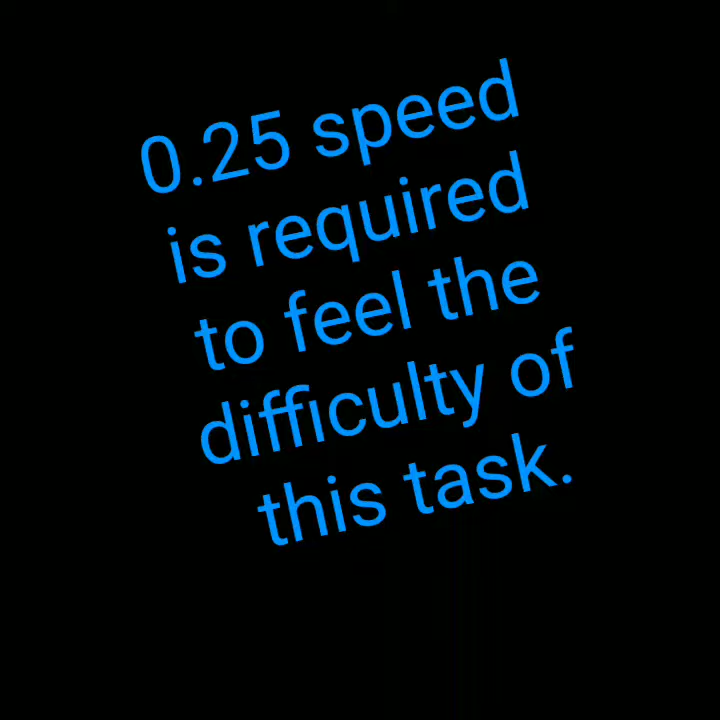 0.25 speed
is required
to feel the
difficulty of
this task.